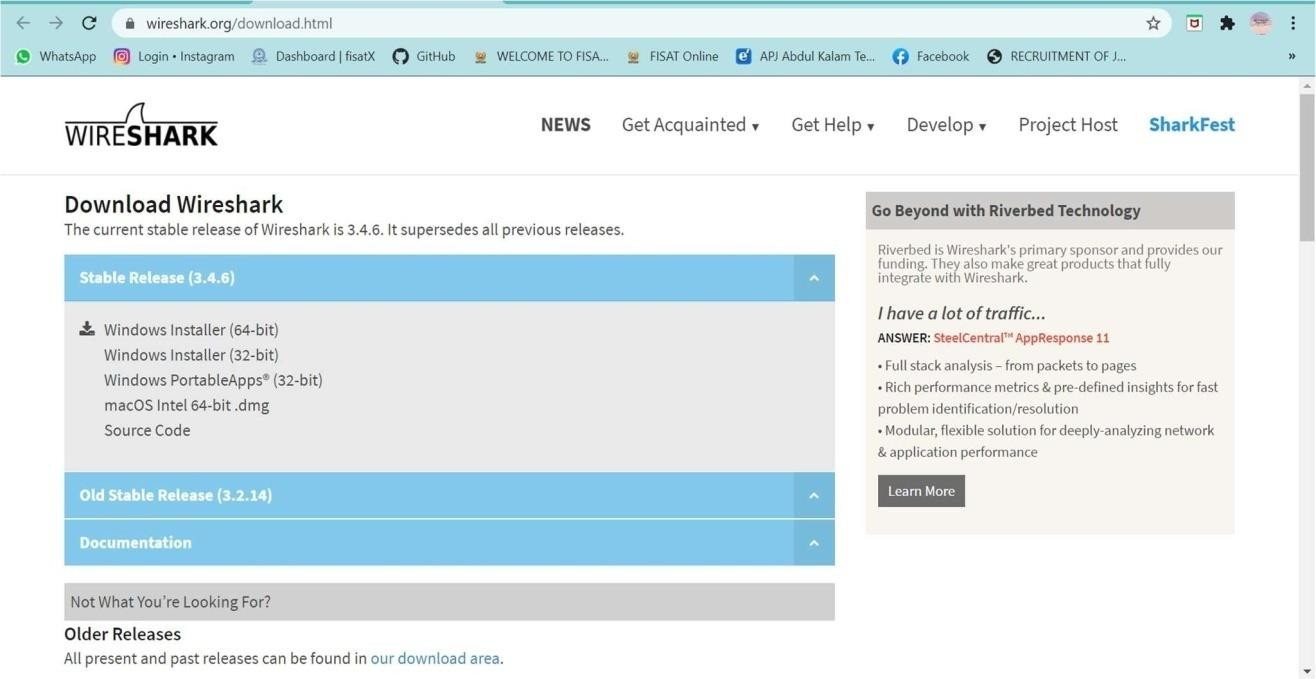 wireshark.org/download.html
WhatsApp Login • Instagram Dashboard | fisatX GitHub WELCOME TO FISA... FISAT Online APJ Abdul Kalam Te... Facebook RECRUITMENT OF J... »
WIRESHARK
NEWS Get Acquainted ▾ Get Help ▾ Develop ▾ Project Host SharkFest
Download Wireshark
The current stable release of Wireshark is 3.4.6. It supersedes all previous releases.
Stable Release (3.4.6)
Windows Installer (64-bit)
Windows Installer (32-bit)
Windows PortableApps® (32-bit)
macOS Intel 64-bit .dmg
Source Code
Old Stable Release (3.2.14)
Documentation
Not What You’re Looking For?
Older Releases
All present and past releases can be found in our download area.
Go Beyond with Riverbed Technology
Riverbed is Wireshark's primary sponsor and provides our
funding. They also make great products that fully
integrate with Wireshark.
I have a lot of traffic...
ANSWER: SteelCentral™ AppResponse 11
• Full stack analysis – from packets to pages
• Rich performance metrics & pre-defined insights for fast
problem identification/resolution
• Modular, flexible solution for deeply-analyzing network
& application performance
Learn More